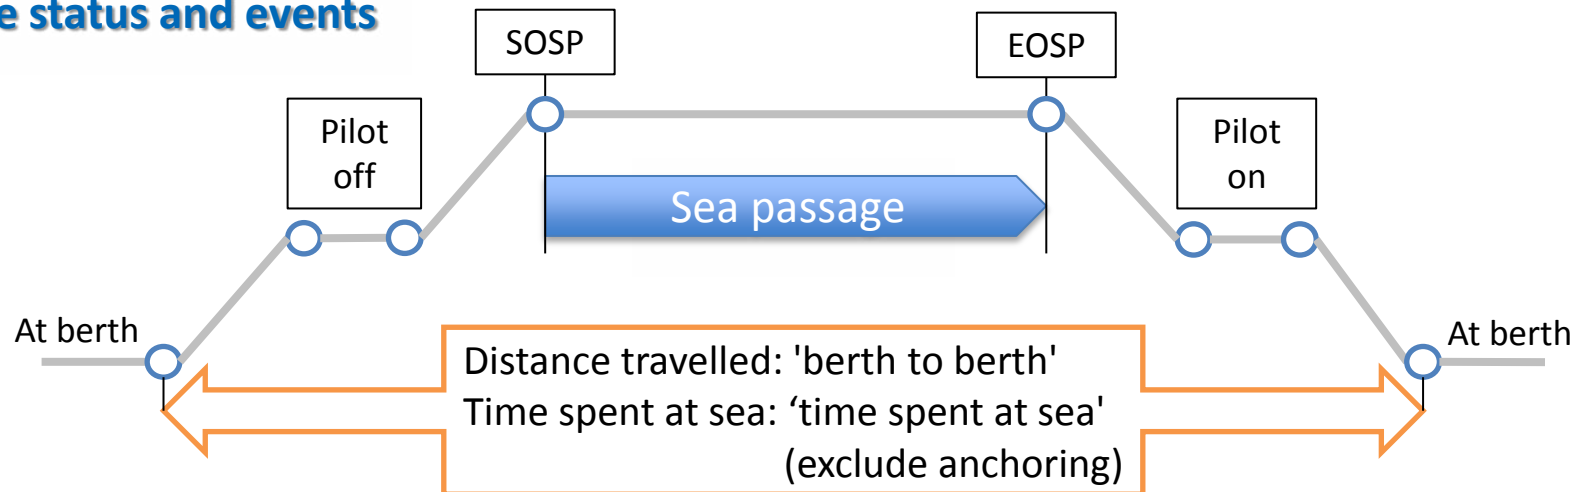 e status and events
SOSP
EOSP
Pilot
off
Pilot
on
Sea passage
At berth
At berth
Distance travelled: 'berth to berth'
Time spent at sea: ‘time spent at sea'
(exclude anchoring)